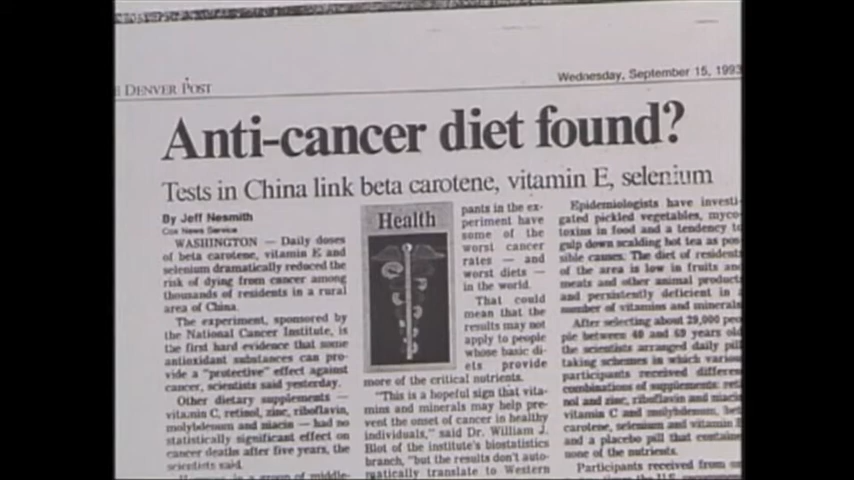 DENVER POST
Wednesday, September 15, 1993
Anti-cancer diet found?
Tests in China link beta carotene, vitamin E, selenium
By Jeff Nesmith
Cox News Service
WASHINGTON — Daily doses
of beta carotene, vitamin E and
selenium dramatically reduced the
risk of dying from cancer among
thousands of residents in a rural
area of China.
The experiment, sponsored by
the National Cancer Institute, is
the first hard evidence that some
antioxidant substances can pro-
vide a "protective" effect against
cancer, scientists said yesterday.
Other dietary supplements —
vitamin C, retinol, zinc, riboflavin,
molybdenum and niacin — had no
statistically significant effect on
cancer deaths after five years, the
scientists said.
in a group of middle-
Health
pants in the ex-
periment have
some of the
worst cancer
rates — and
worst diets —
in the world.
That could
mean that the
results may not
apply to people
whose basic di-
ets provide
more of the critical nutrients.
"This is a hopeful sign that vita-
mins and minerals may help pre-
vent the onset of cancer in healthy
individuals," said Dr. William J.
Blot of the institute's biostatistics
branch, "but the results don't auto-
matically translate to Western
Epidemiologists have investi-
gated pickled vegetables, myco-
toxins in food and a tendency to
gulp down scalding hot tea as pos-
sible causes. The diet of residents
of the area is low in fruits and
meats and other animal products
and persistently deficient in a
number of vitamins and minerals.
After selecting about 29,000 peo-
ple between 40 and 69 years old
the scientists arranged daily pill
taking schemes in which various
participants received different
combinations of supplements: reti
nol and zinc, riboflavin and niacin
vitamin C and molybdenum, beta
carotene, selenium and vitamin E
and a placebo pill that contained
none of the nutrients.
Participants received from